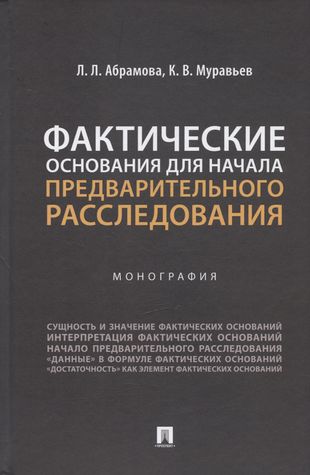 Л. Л. Абрамова, К. В. Муравьев
ФАКТИЧЕСКИЕ
ОСНОВАНИЯ ДЛЯ НАЧАЛА
ПРЕДВАРИТЕЛЬНОГО
РАССЛЕДОВАНИЯ
МОНОГРАФИЯ
СУЩНОСТЬ И ЗНАЧЕНИЕ ФАКТИЧЕСКИХ ОСНОВАНИЙ
ИНТЕРПРЕТАЦИЯ ФАКТИЧЕСКИХ ОСНОВАНИЙ
НАЧАЛО ПРЕДВАРИТЕЛЬНОГО РАССЛЕДОВАНИЯ
«ДАННЫЕ» В ФОРМУЛЕ ФАКТИЧЕСКИХ ОСНОВАНИЙ
«ДОСТАТОЧНОСТЬ» КАК ЭЛЕМЕНТ ФАКТИЧЕСКИХ ОСНОВАНИЙ
ПРОСПЕКТ